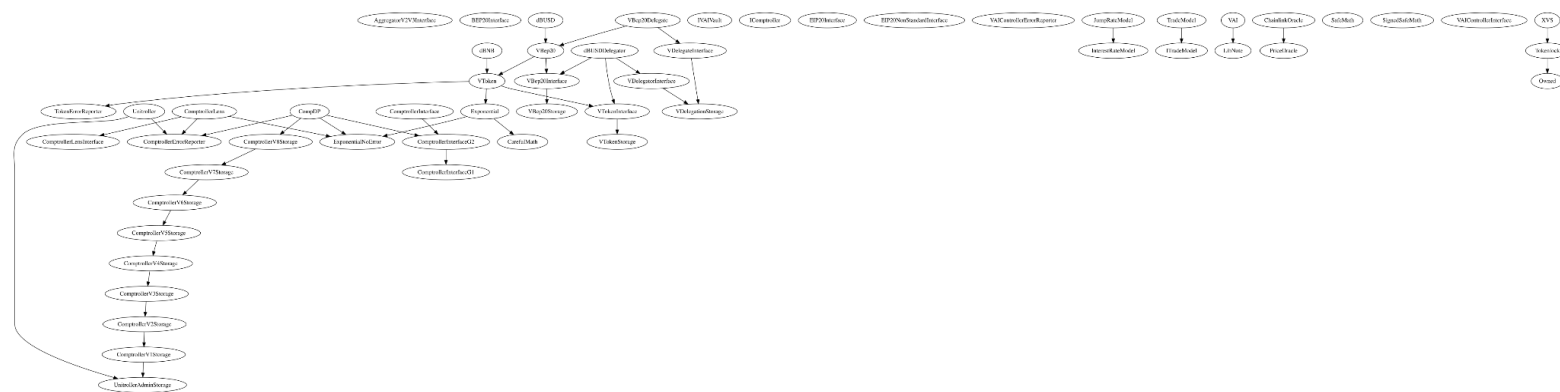 AggregatorV2V3Interface
BEP20Interface
dBUSD
VBep20Delegate
IVAIVault
IComptroller
EIP20Interface
EIP20NonStandardInterface
VAIControllerErrorReporter
JumpRateModel
TradeModel
VAI
ChainlinkOracle
SafeMath
SignedSafeMath
VAIControllerInterface
XVS
dBNB
VBep20
dBUSDDelegator
VDelegateInterface
InterestRateModel
ITradeModel
LibNote
PriceOracle
Tokenlock
VToken
VBep20Interface
VDelegatorInterface
Owned
TokenErrorReporter
Unitroller
ComptrollerLens
CompDP
ComptrollerInterface
Exponential
VBep20Storage
VTokenInterface
VDelegationStorage
ComptrollerLensInterface
ComptrollerErrorReporter
ComptrollerV8Storage
ExponentialNoError
ComptrollerInterfaceG2
CarefulMath
VTokenStorage
ComptrollerV7Storage
ComptrollerInterfaceG1
ComptrollerV6Storage
ComptrollerV5Storage
ComptrollerV4Storage
ComptrollerV3Storage
ComptrollerV2Storage
ComptrollerV1Storage
UnitrollerAdminStorage